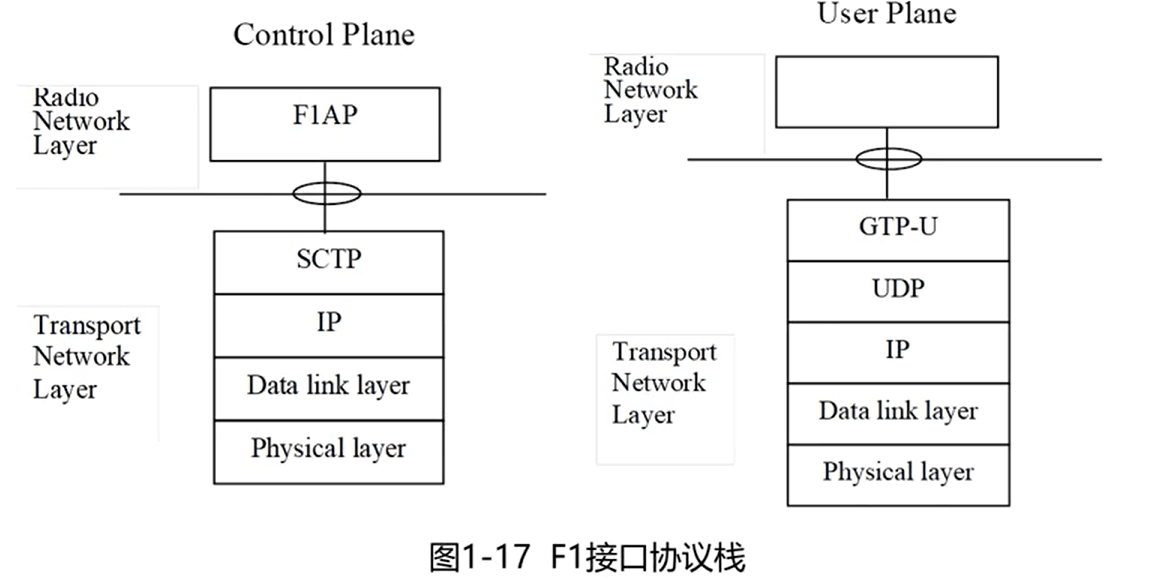 Control Plane
Radio
Network
Layer
F1AP
SCTP
IP
Data link layer
Physical layer
Transport
Network
Layer
User Plane
Radio
Network
Layer
GTP-U
UDP
IP
Data link layer
Physical layer
Transport
Network
Layer
图1-17 F1接口协议栈